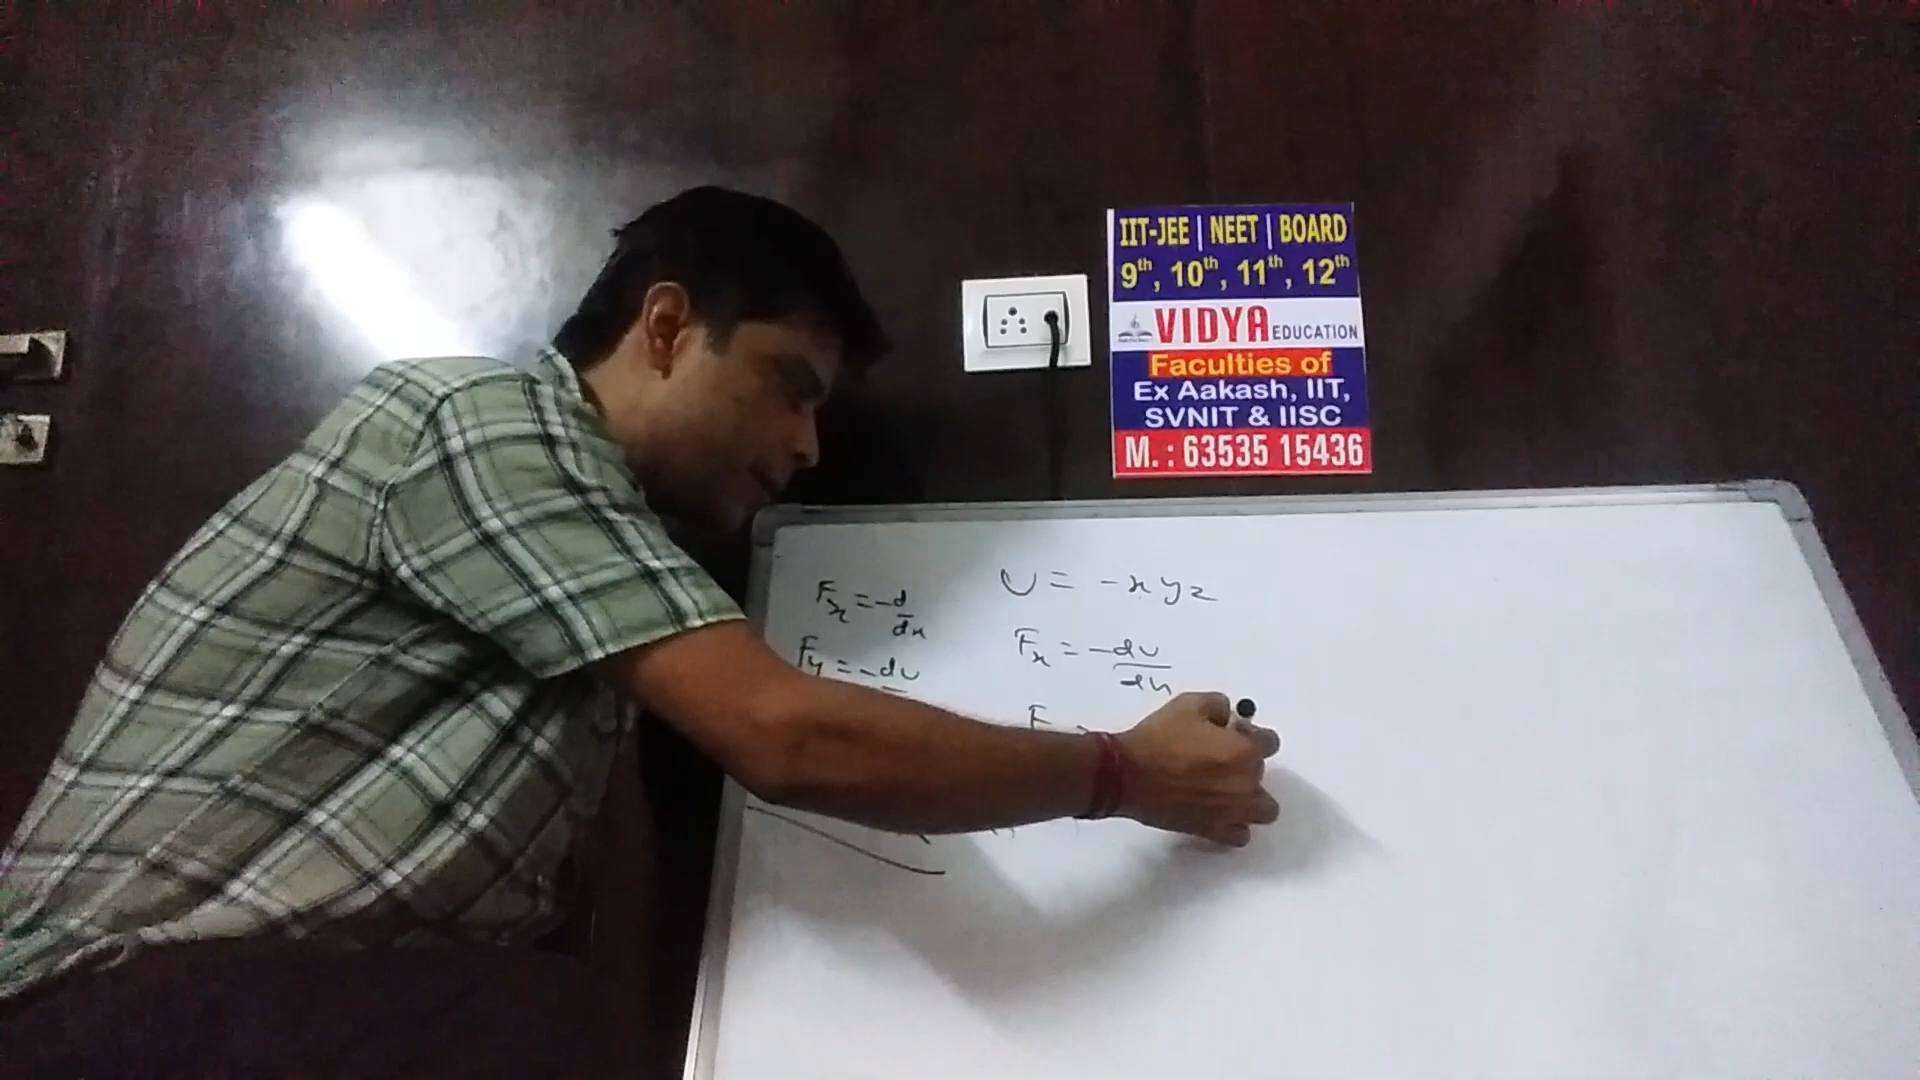 IIT-JEE | NEET | BOARD
9th, 10th, 11th, 12th
VIDYA EDUCATION
Faculties of
Ex Aakash, IIT,
SVNIT & IISC
M. : 63535 15436
U = -xyz
Fx = -d/dx
Fx = -dU/dx
Fy = -dU
F